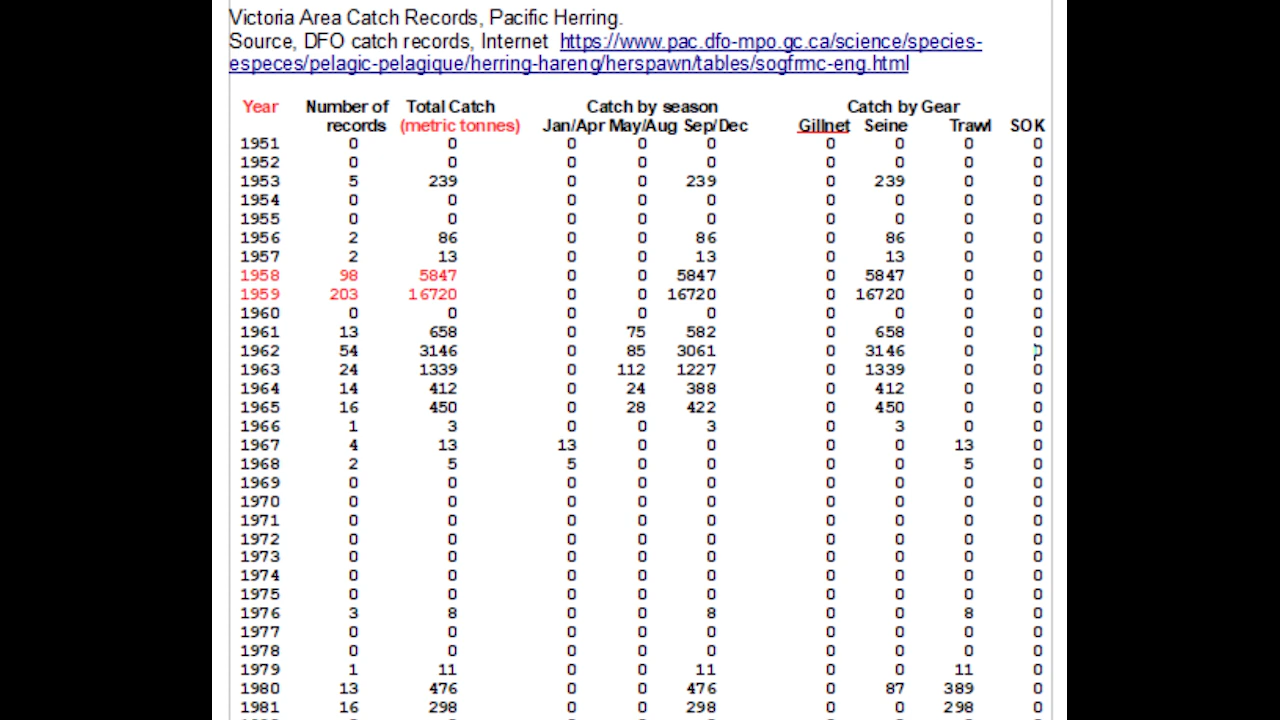 Victoria Area Catch Records, Pacific Herring.
Source, DFO catch records, Internet https://www.pac.dfo-mpo.gc.ca/science/species-
especes/pelagic-pelagique/herring-hareng/herspawn/tables/sogfrmc-eng.html
Year Number of Total Catch Catch by season Catch by Gear
records (metric tonnes) Jan/Apr May/Aug Sep/Dec Gillnet Seine Trawl SOK
1951 0 0 0 0 0 0 0 0 0
1952 0 0 0 0 0 0 0 0 0
1953 5 239 0 0 239 0 239 0 0
1954 0 0 0 0 0 0 0 0 0
1955 0 0 0 0 0 0 0 0 0
1956 2 86 0 0 86 0 86 0 0
1957 2 13 0 0 13 0 13 0 0
1958 98 5847 0 0 5847 0 5847 0 0
1959 203 16720 0 0 16720 0 16720 0 0
1960 0 0 0 0 0 0 0 0 0
1961 13 658 0 75 582 0 658 0 0
1962 54 3146 0 85 3061 0 3146 0 0
1963 24 1339 0 112 1227 0 1339 0 0
1964 14 412 0 24 388 0 412 0 0
1965 16 450 0 28 422 0 450 0 0
1966 1 3 0 0 3 0 3 0 0
1967 4 13 13 0 0 0 0 13 0
1968 2 5 5 0 0 0 0 5 0
1969 0 0 0 0 0 0 0 0 0
1970 0 0 0 0 0 0 0 0 0
1971 0 0 0 0 0 0 0 0 0
1972 0 0 0 0 0 0 0 0 0
1973 0 0 0 0 0 0 0 0 0
1974 0 0 0 0 0 0 0 0 0
1975 0 0 0 0 0 0 0 0 0
1976 3 8 0 0 8 0 0 8 0
1977 0 0 0 0 0 0 0 0 0
1978 0 0 0 0 0 0 0 0 0
1979 1 11 0 0 11 0 0 11 0
1980 13 476 0 0 476 0 87 389 0
1981 16 298 0 0 298 0 0 298 0